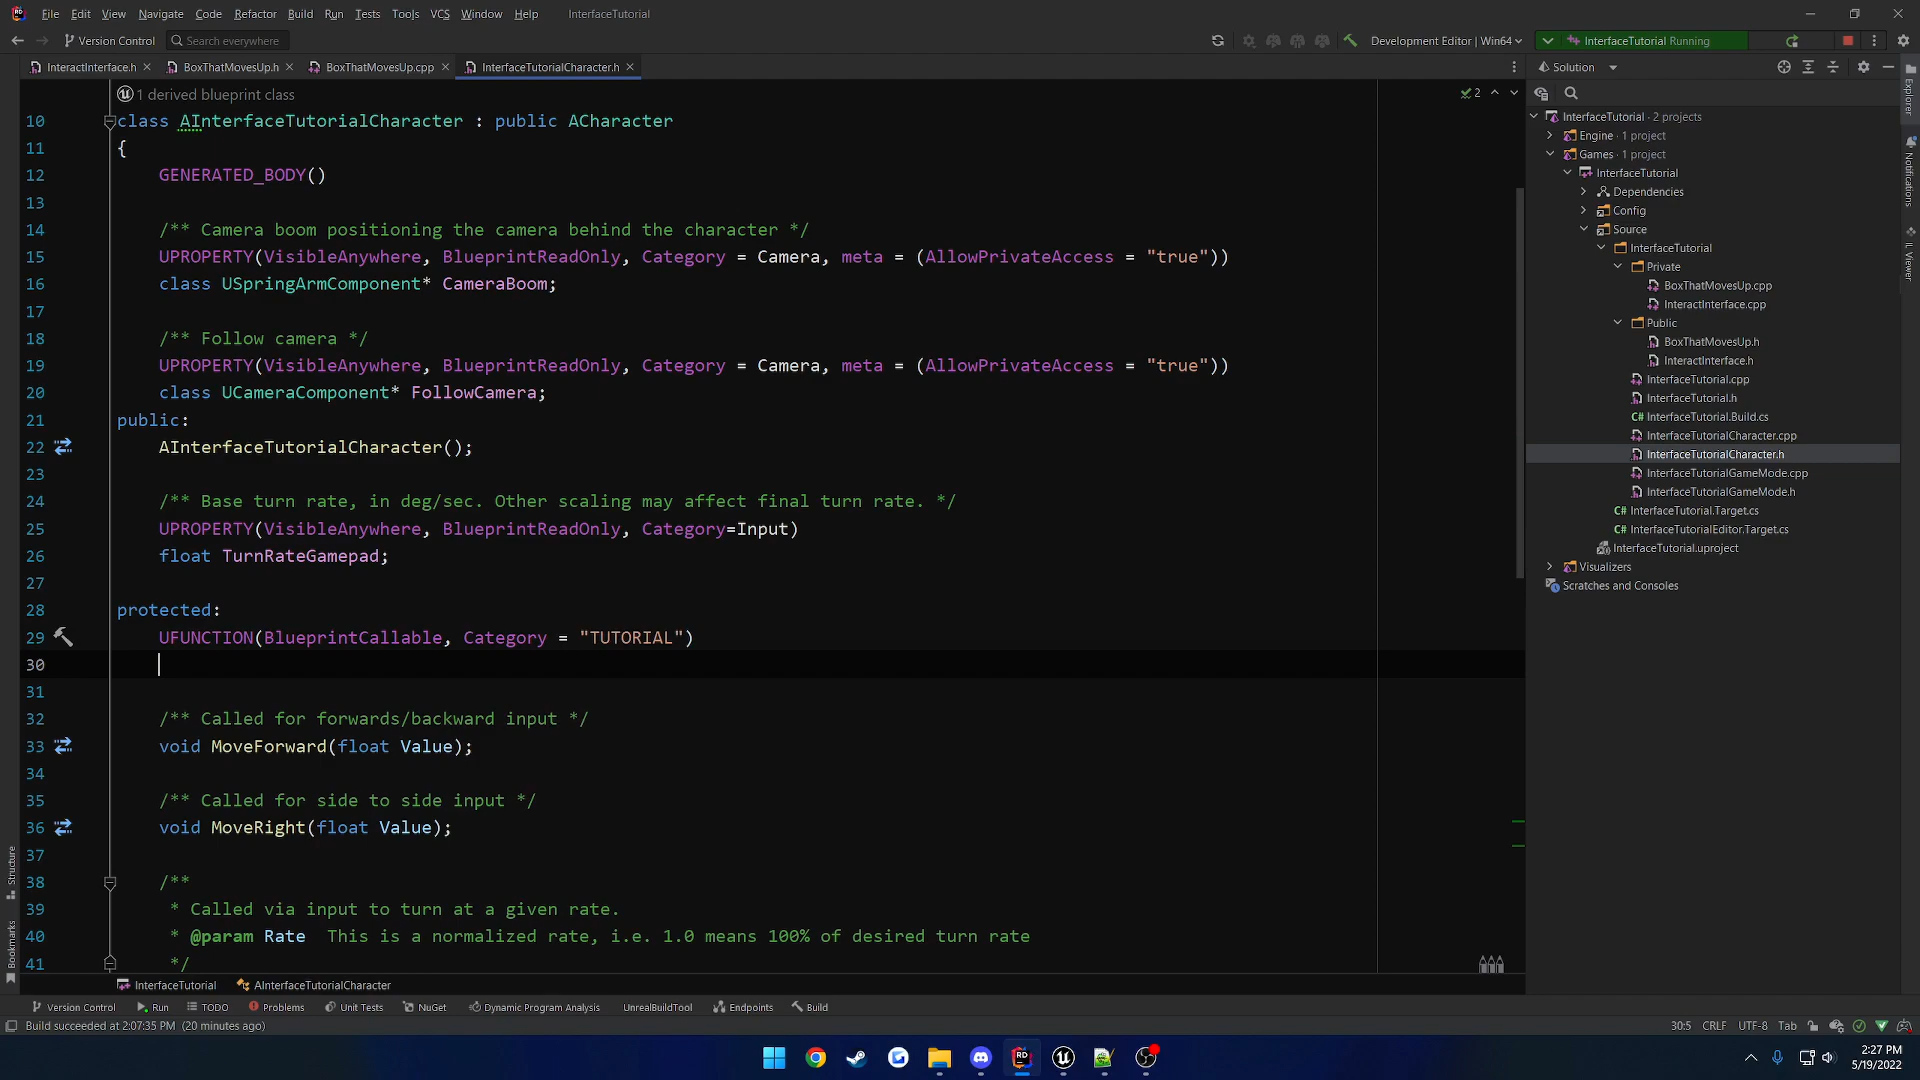 File Edit View Navigate Code Refactor Build Run Tests Tools VCS Window Help InterfaceTutorial
Version Control Search everywhere Development Editor | Win64 InterfaceTutorial Running
InteractInterface.h BoxThatMovesUp.h BoxThatMovesUp.cpp InterfaceTutorialCharacter.h
1 derived blueprint class
2
10 class AInterfaceTutorialCharacter : public ACharacter
11 {
12 GENERATED_BODY()
13
14 /** Camera boom positioning the camera behind the character */
15 UPROPERTY(VisibleAnywhere, BlueprintReadOnly, Category = Camera, meta = (AllowPrivateAccess = "true"))
16 class USpringArmComponent* CameraBoom;
17
18 /** Follow camera */
19 UPROPERTY(VisibleAnywhere, BlueprintReadOnly, Category = Camera, meta = (AllowPrivateAccess = "true"))
20 class UCameraComponent* FollowCamera;
21 public:
22 AInterfaceTutorialCharacter();
23
24 /** Base turn rate, in deg/sec. Other scaling may affect final turn rate. */
25 UPROPERTY(VisibleAnywhere, BlueprintReadOnly, Category=Input)
26 float TurnRateGamepad;
27
28 protected:
29 UFUNCTION(BlueprintCallable, Category = "TUTORIAL")
30
31
32 /** Called for forwards/backward input */
33 void MoveForward(float Value);
34
35 /** Called for side to side input */
36 void MoveRight(float Value);
37
38 /**
39 * Called via input to turn at a given rate.
40 * @param Rate This is a normalized rate, i.e. 1.0 means 100% of desired turn rate
41 */
Solution
InterfaceTutorial · 2 projects
Engine · 1 project
Games · 1 project
InterfaceTutorial
Dependencies
Config
Source
InterfaceTutorial
Private
BoxThatMovesUp.cpp
InteractInterface.cpp
Public
BoxThatMovesUp.h
InteractInterface.h
InterfaceTutorial.cpp
InterfaceTutorial.h
C# InterfaceTutorial.Build.cs
InterfaceTutorialCharacter.cpp
InterfaceTutorialCharacter.h
InterfaceTutorialGameMode.cpp
InterfaceTutorialGameMode.h
C# InterfaceTutorial.Target.cs
C# InterfaceTutorialEditor.Target.cs
InterfaceTutorial.uproject
Visualizers
Scratches and Consoles
Explorer
Notifications
IL Viewer
Structure
Bookmarks
InterfaceTutorial AInterfaceTutorialCharacter
Version Control Run TODO Problems Unit Tests NuGet Dynamic Program Analysis UnrealBuildTool Endpoints Build
Build succeeded at 2:07:35 PM (20 minutes ago) 30:5 CRLF UTF-8 Tab
2:27 PM
5/19/2022